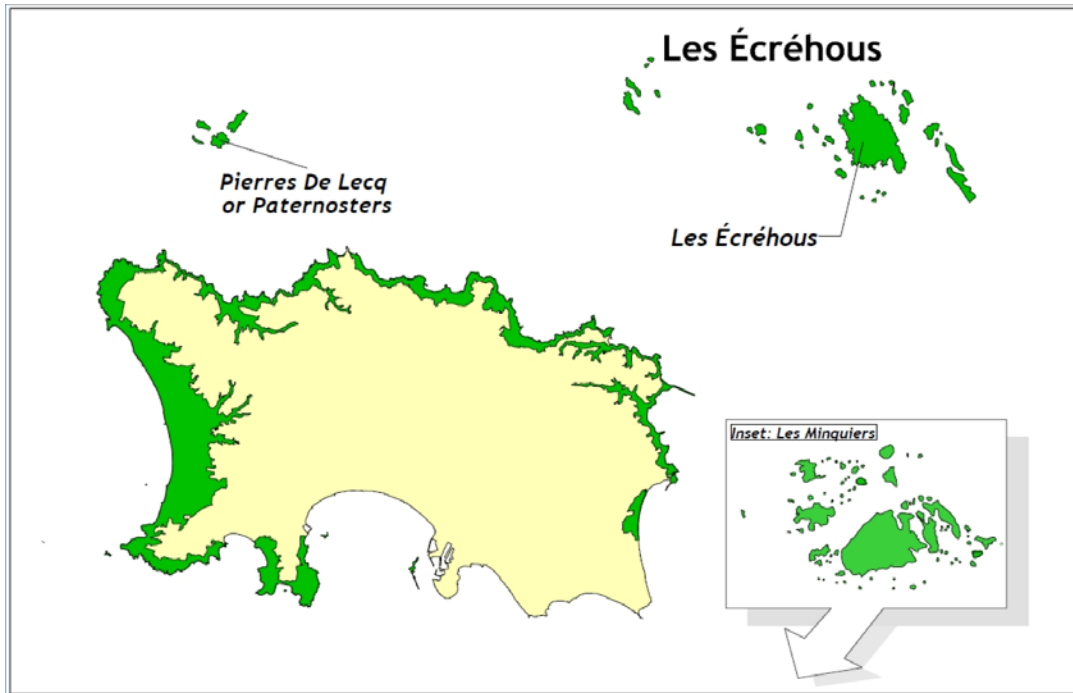 Les Écréhous
Pierres De Lecq
or Paternosters
Les Écréhous
Inset: Les Minquiers